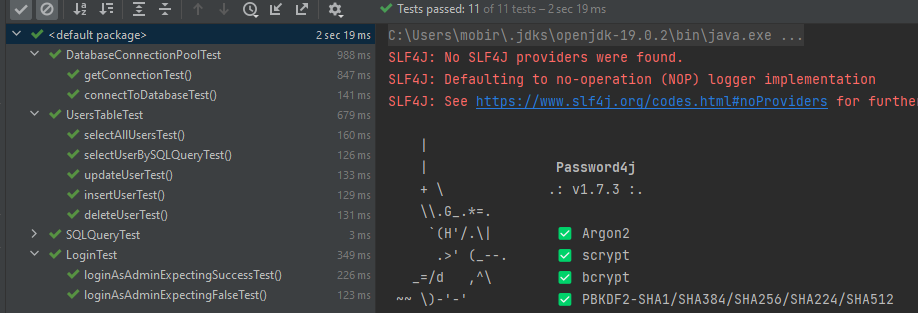 Tests passed: 11 of 11 tests – 2 sec 19 ms
<default package> 2 sec 19 ms
DatabaseConnectionPoolTest 988 ms
getConnectionTest() 847 ms
connectToDatabaseTest() 141 ms
UsersTableTest 679 ms
selectAllUsersTest() 160 ms
selectUserBySQLQueryTest() 126 ms
updateUserTest() 133 ms
insertUserTest() 129 ms
deleteUserTest() 131 ms
SQLQueryTest 3 ms
LoginTest 349 ms
loginAsAdminExpectingSuccessTest() 226 ms
loginAsAdminExpectingFalseTest() 123 ms
C:\Users\mobir\.jdks\openjdk-19.0.2\bin\java.exe ...
SLF4J: No SLF4J providers were found.
SLF4J: Defaulting to no-operation (NOP) logger implementation
SLF4J: See https://www.slf4j.org/codes.html#noProviders for further
    |
    |                Password4j
    + \             .: v1.7.3 :.
    \\.G_.*=.
     `(H'/.\|        ✅ Argon2
      .>' (_--.      ✅ scrypt
   _=/d   ,^\        ✅ bcrypt
 ~~ \)-'-'           ✅ PBKDF2-SHA1/SHA384/SHA256/SHA224/SHA512